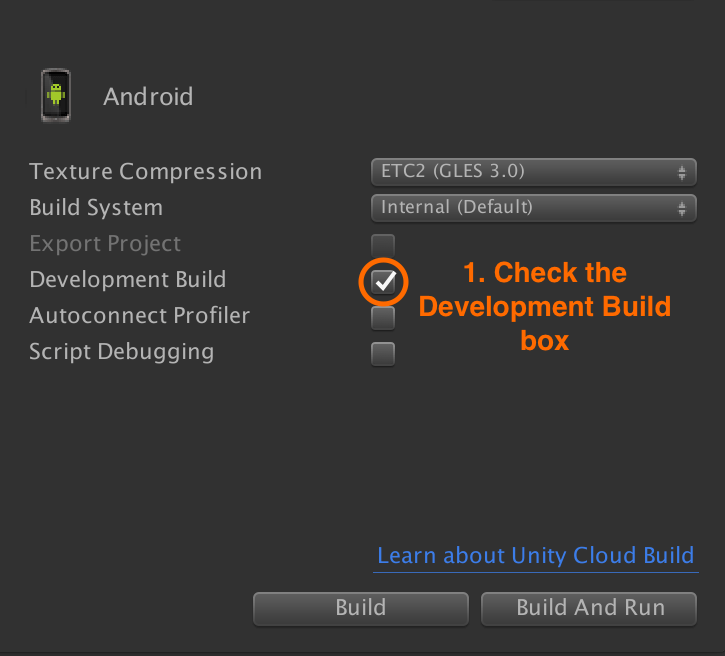 Android
Texture Compression ETC2 (GLES 3.0)
Build System Internal (Default)
Export Project
Development Build
Autoconnect Profiler
Script Debugging
1. Check the
Development Build
box
Learn about Unity Cloud Build
Build Build And Run